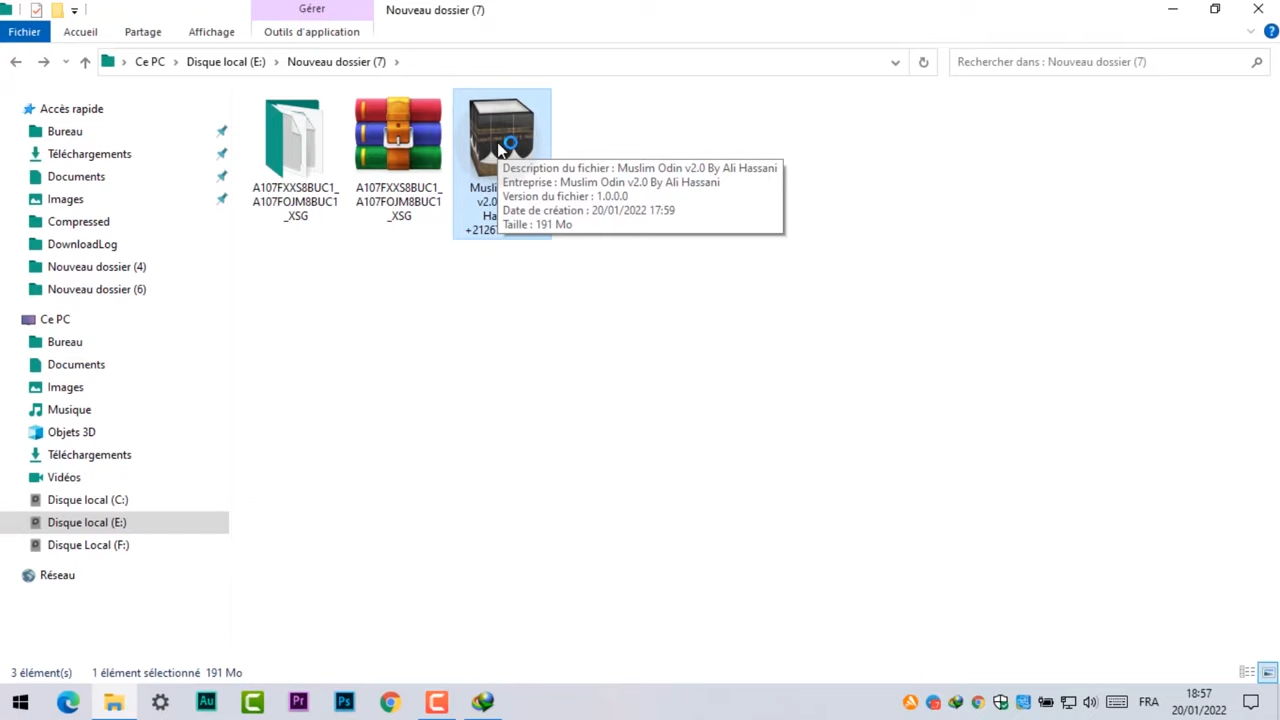 Gérer
Nouveau dossier (7)
Fichier
Accueil
Partage
Affichage
Outils d'application
Ce PC
Disque local (E:)
Nouveau dossier (7)
Rechercher dans : Nouveau dossier (7)
Accès rapide
Bureau
Téléchargements
Documents
Images
Compressed
DownloadLog
Nouveau dossier (4)
Nouveau dossier (6)
Ce PC
Bureau
Documents
Images
Musique
Objets 3D
Téléchargements
Vidéos
Disque local (C:)
Disque local (E:)
Disque Local (F:)
Réseau
A107FXXS8BUC1_
A107FOJM8BUC1
_XSG
A107FXXS8BUC1_
A107FOJM8BUC1
_XSG
Description du fichier : Muslim Odin v2.0 By Ali Hassani
Entreprise : Muslim Odin v2.0 By Ali Hassani
Version du fichier : 1.0.0.0
Date de création : 20/01/2022 17:59
Taille : 191 Mo
3 élément(s)
1 élément sélectionné 191 Mo
Au
Pr
Ps
FRA
18:57
20/01/2022